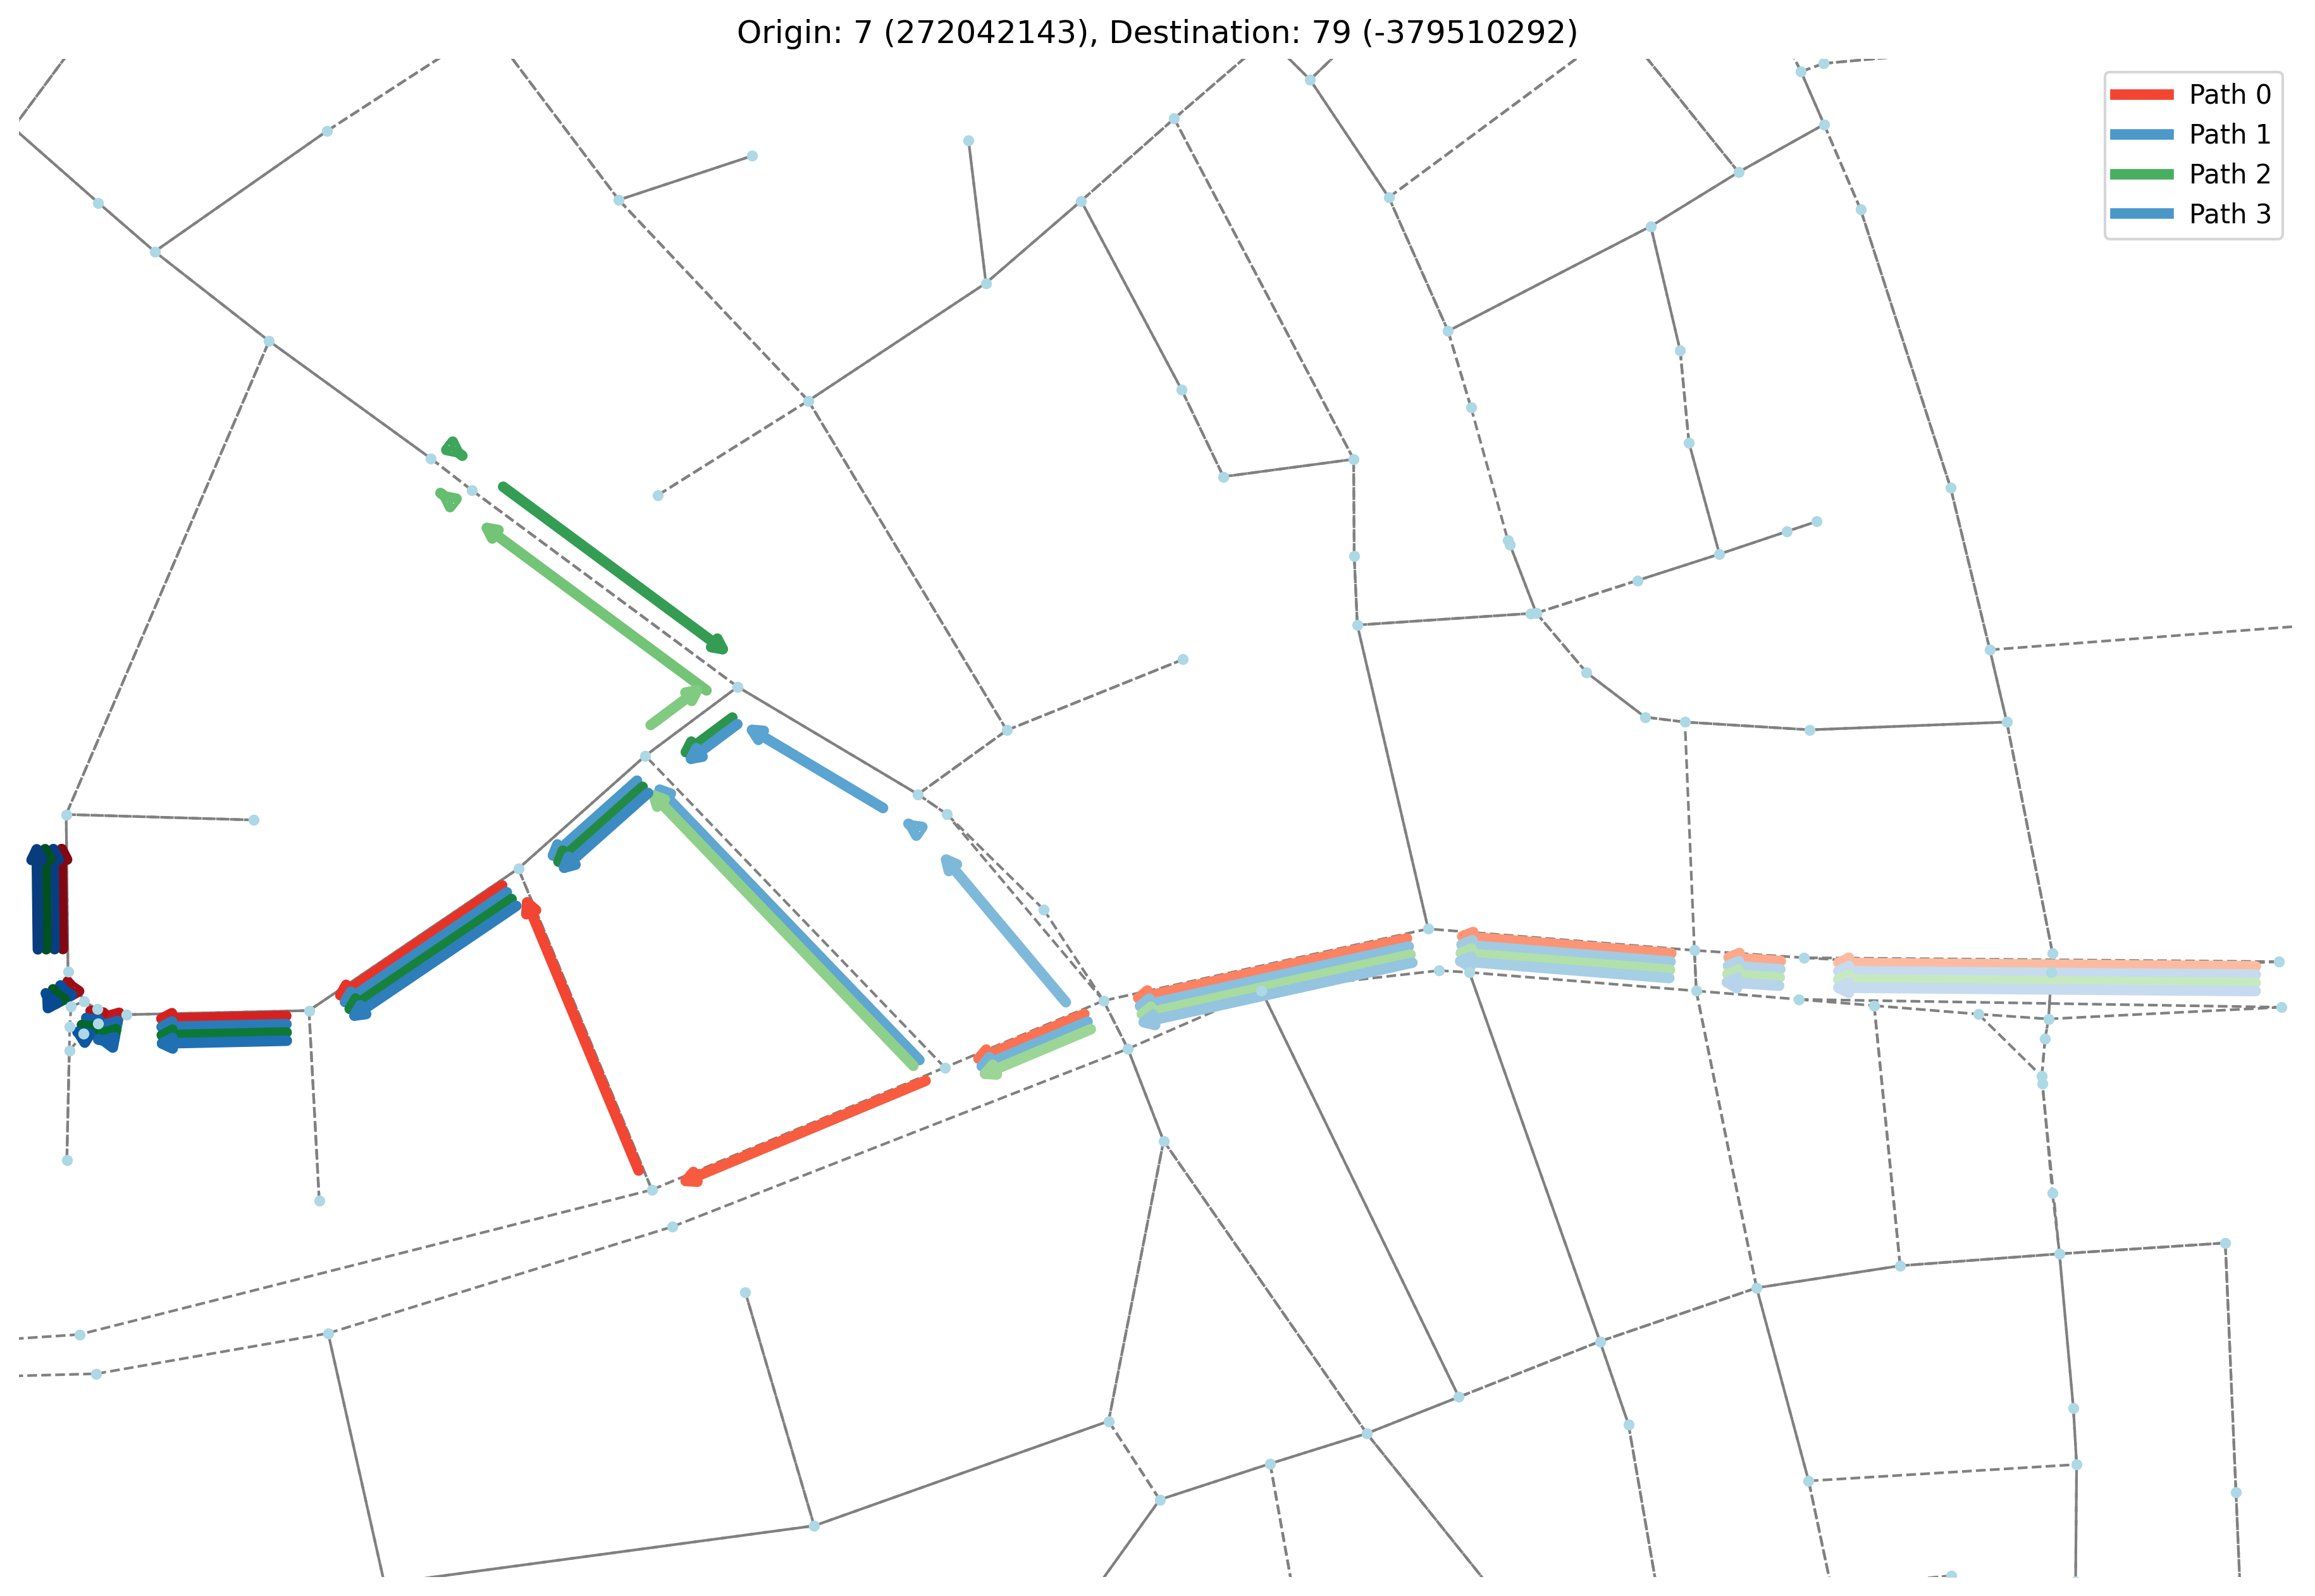 Origin: 7 (272042143), Destination: 79 (-379510292)
Path 0
Path 1
Path 2
Path 3